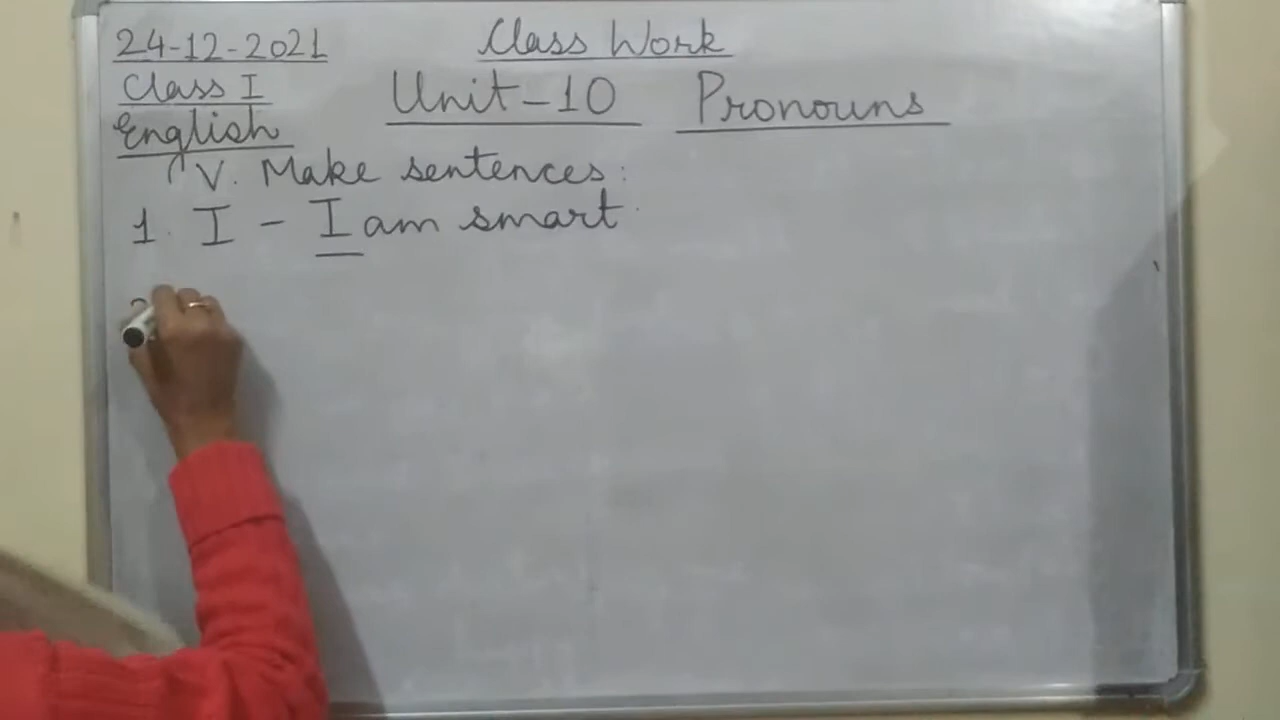 24-12-2021 Class Work
Class I Unit-10 Pronouns
English
V. Make sentences:
1. I - I am smart.